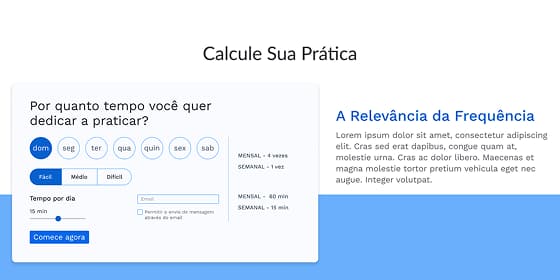 Calcule Sua Prática
Por quanto tempo você quer
dedicar a praticar?
dom seg ter qua quin sex sab
Fácil Médio Difícil
Tempo por dia
15 min
Email
Permito o envio de mensagem
através do email
Comece agora
MENSAL - 4 vezes
SEMANAL - 1 vez
MENSAL - 60 min
SEMANAL - 15 min
A Relevância da Frequência
Lorem ipsum dolor sit amet, consectetur adipiscing
elit. Cras sed erat dapibus, congue quam at,
molestie urna. Cras ac dolor libero. Maecenas et
magna molestie tortor pretium vehicula eget nec
augue. Integer volutpat.